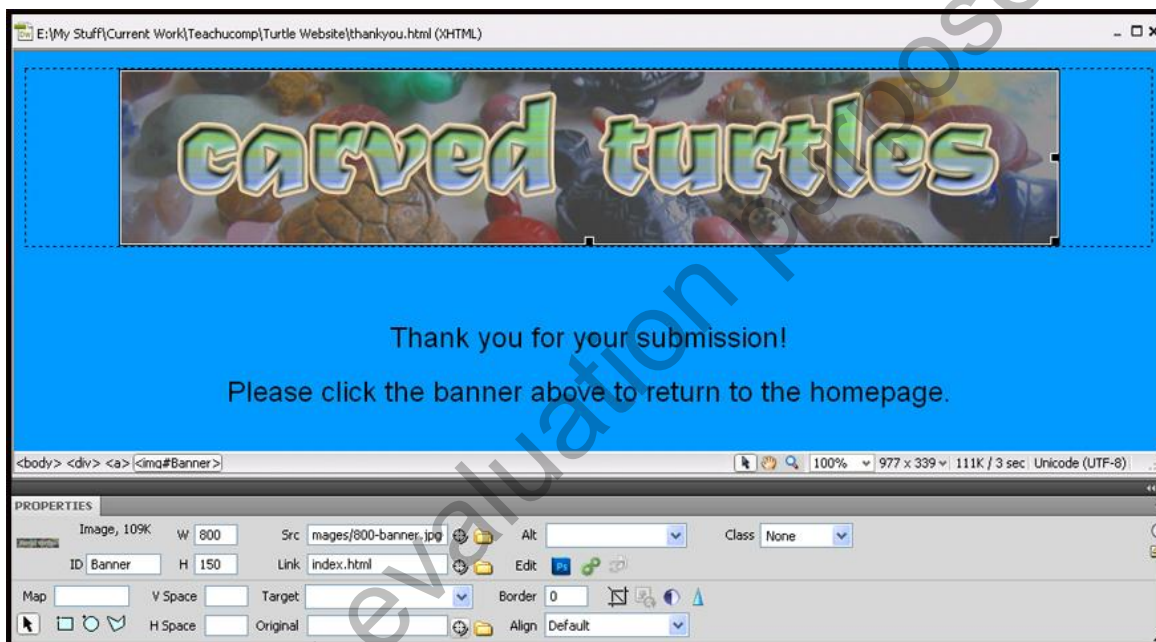 E:\My Stuff\Current Work\Teachucomp\Turtle Website\thankyou.html (XHTML)
carved turtles
Thank you for your submission!
Please click the banner above to return to the homepage.
<body> <div> <a> <img#Banner> 100% 977 x 339 111K / 3 sec Unicode (UTF-8)
PROPERTIES
Image, 109K W 800 Src mages/800-banner.jpg Alt Class None
ID Banner H 150 Link index.html Edit Ps
Map V Space Target Border 0
H Space Original Align Default
evaluation purpos